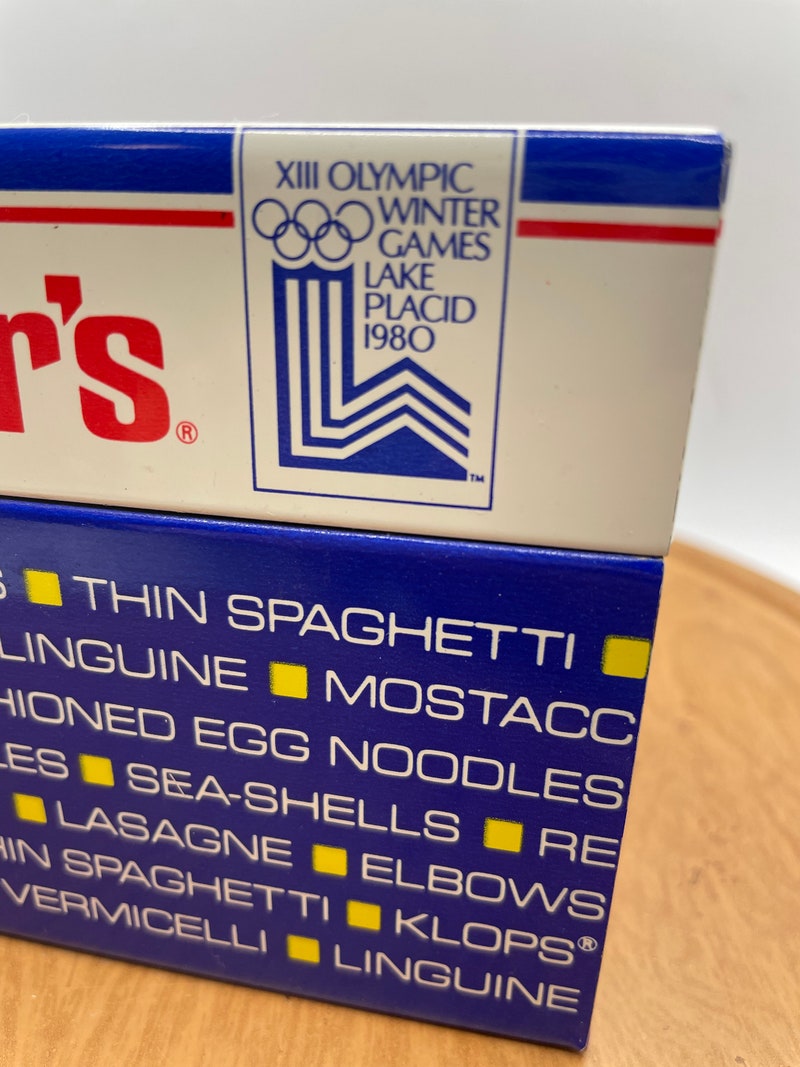 XIII OLYMPIC
WINTER
GAMES
LAKE
PLACID
1980
r's®
™
S THIN SPAGHETTI
LINGUINE MOSTACC
HIONED EGG NOODLES
LES SEA-SHELLS RE
LASAGNE ELBOWS
HIN SPAGHETTI KLOPS®
VERMICELLI LINGUINE